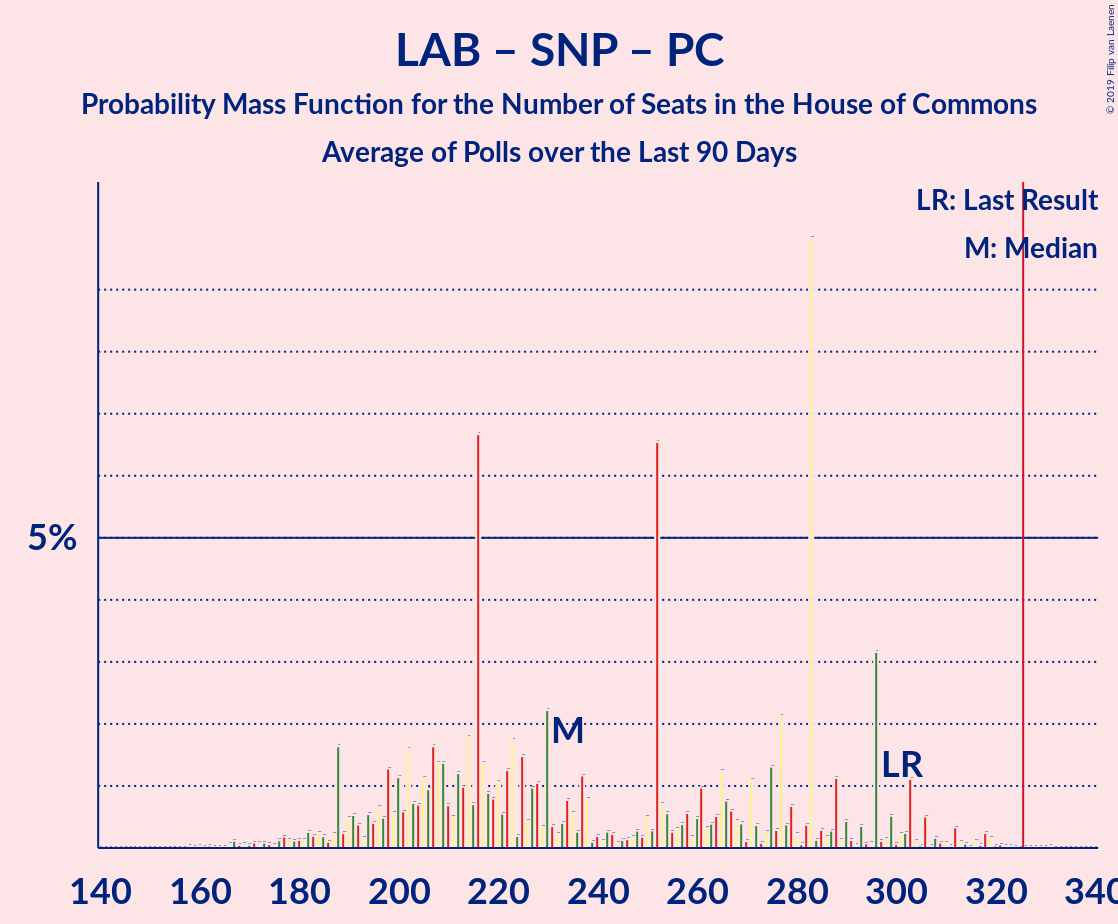 LAB – SNP – PC
Probability Mass Function for the Number of Seats in the House of Commons
Average of Polls over the Last 90 Days
© 2019 Filip van Laenen
LR: Last Result
M: Median
5%
M
LR
140 160 180 200 220 240 260 280 300 320 340